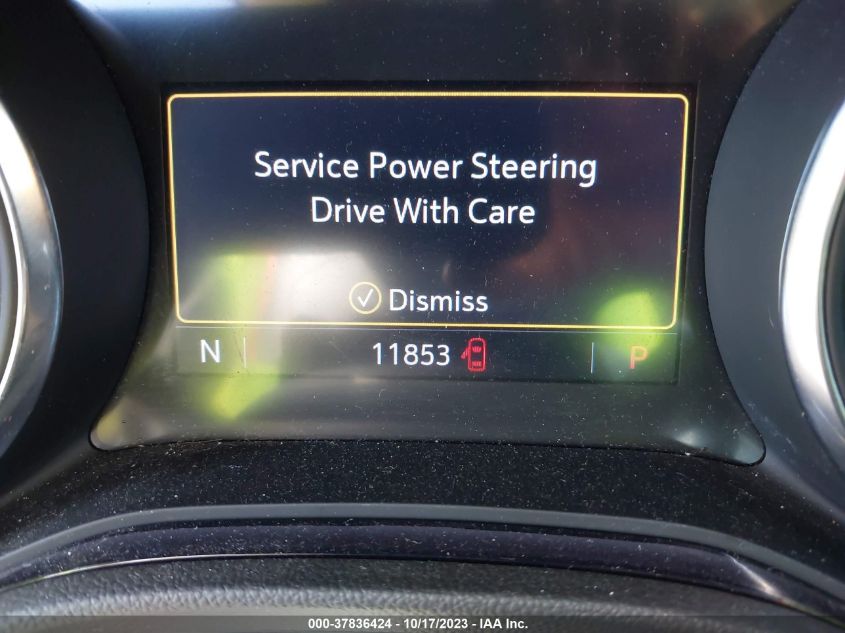 Service Power Steering
Drive With Care
Dismiss
N 11853 P
000-37836424 - 10/17/2023 - IAA Inc.